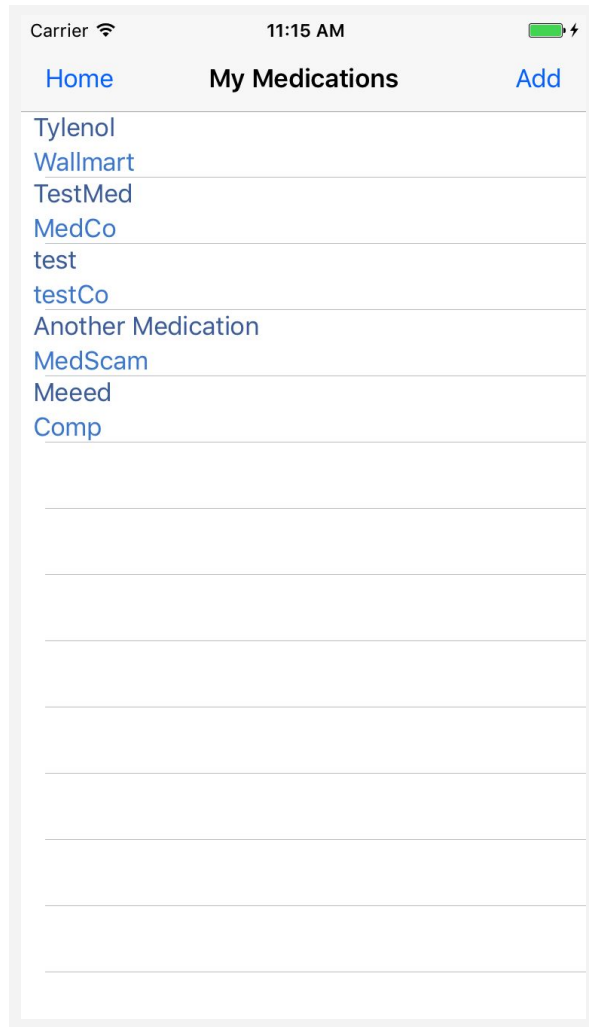 Carrier 11:15 AM
Home My Medications Add
Tylenol
Wallmart
TestMed
MedCo
test
testCo
Another Medication
MedScam
Meeed
Comp